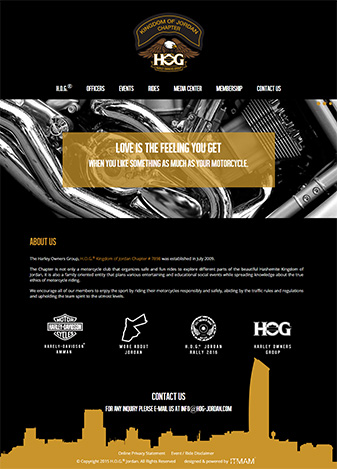 KINGDOM OF JORDAN
CHAPTER
HOG
H.O.G.® OFFICERS EVENTS RIDES MEDIA CENTER MEMBERSHIP CONTACT US
LOVE IS THE FEELING YOU GET
WHEN YOU LIKE SOMETHING AS MUCH AS YOUR MOTORCYCLE.
ABOUT US
The Harley Owners Group, H.O.G.® Kingdom of Jordan Chapter # 7816 was established in July 2009.
The Chapter is not only a motorcycle club that organizes safe and fun rides to explore different parts of the beautiful Hashemite Kingdom of
Jordan, it is also a family oriented entity that plans various entertaining and educational social events while spreading knowledge about the true
ethics of motorcycle riding.
We encourage all of our members to enjoy the sport by riding their motorcycles responsibly and safely, abiding by the traffic rules and regulations
and upholding the team spirit to the utmost levels.
MOTOR
HARLEY-DAVIDSON
CYCLES
HOG
HARLEY-DAVIDSON® MORE ABOUT H.O.G.® JORDAN HARLEY OWNERS
AMMAN JORDAN RALLY 2016 GROUP
CONTACT US
FOR ANY INQUIRY PLEASE E-MAIL US AT INFO@HOG-JORDAN.COM
Online Privacy Statement Event / Ride Disclaimer
© Copyright 2015 H.O.G.® Jordan. All Rights Reserved designed & powered by ITMAM